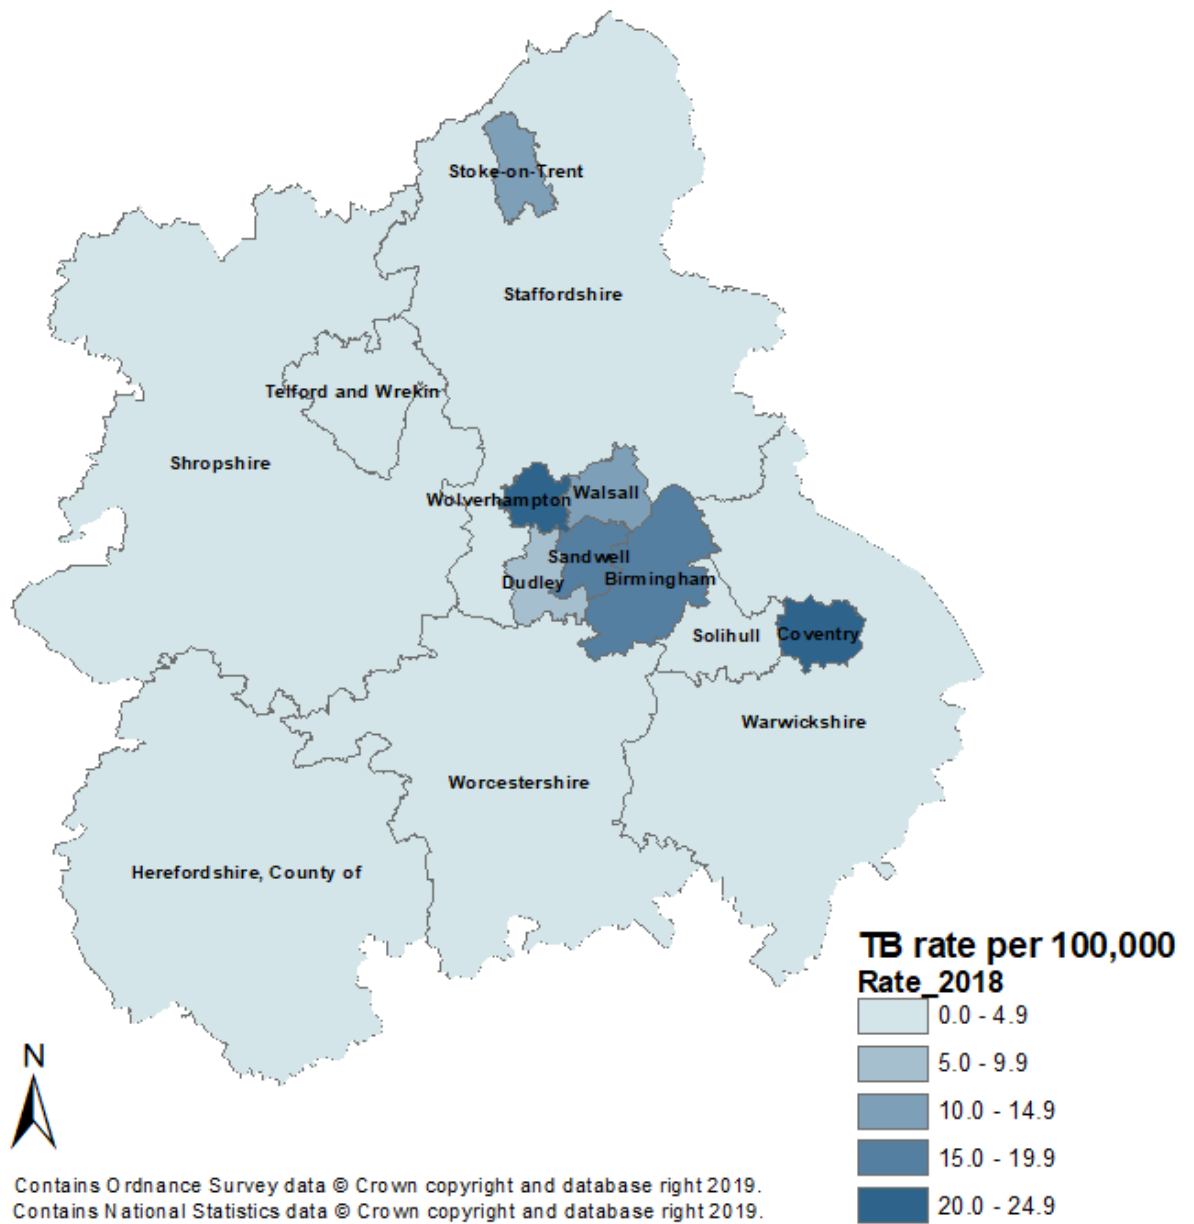 Stoke-on-Trent
Staffordshire
Telford and Wrekin
Shropshire
Wolverhampton
Walsall
Sandwell
Dudley
Birmingham
Solihull
Coventry
Warwickshire
Worcestershire
Herefordshire, County of
TB rate per 100,000
Rate_2018
0.0 - 4.9
5.0 - 9.9
10.0 - 14.9
15.0 - 19.9
20.0 - 24.9
N
Contains Ordnance Survey data © Crown copyright and database right 2019.
Contains National Statistics data © Crown copyright and database right 2019.